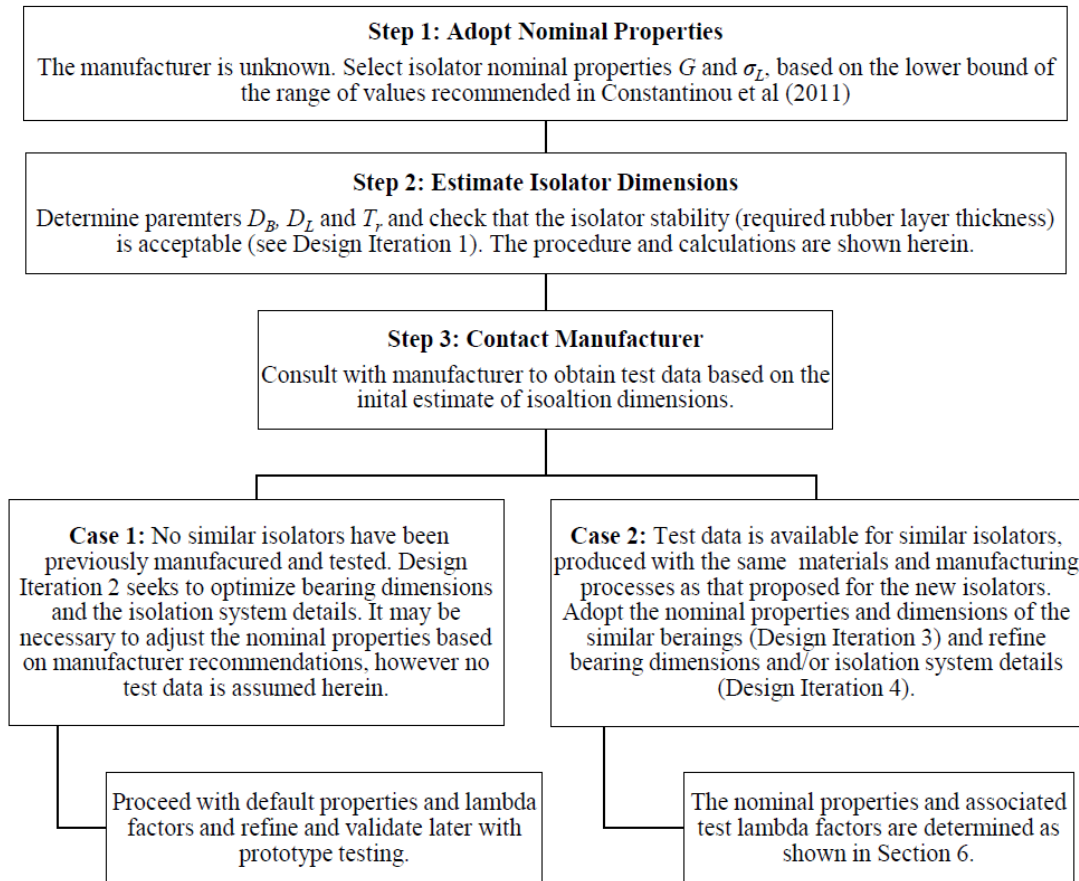 Step 1: Adopt Nominal Properties
The manufacturer is unknown. Select isolator nominal properties G and σL, based on the lower bound of
the range of values recommended in Constantinou et al (2011)
Step 2: Estimate Isolator Dimensions
Determine paremters DB, DL and Tr and check that the isolator stability (required rubber layer thickness)
is acceptable (see Design Iteration 1). The procedure and calculations are shown herein.
Step 3: Contact Manufacturer
Consult with manufacturer to obtain test data based on the
inital estimate of isoaltion dimensions.
Case 1: No similar isolators have been
previously manufacured and tested. Design
Iteration 2 seeks to optimize bearing dimensions
and the isolation system details. It may be
necessary to adjust the nominal properties based
on manufacturer recommendations, however no
test data is assumed herein.
Case 2: Test data is available for similar isolators,
produced with the same materials and manufacturing
processes as that proposed for the new isolators.
Adopt the nominal properties and dimensions of the
similar beraings (Design Iteration 3) and refine
bearing dimensions and/or isolation system details
(Design Iteration 4).
Proceed with default properties and lambda
factors and refine and validate later with
prototype testing.
The nominal properties and associated
test lambda factors are determined as
shown in Section 6.